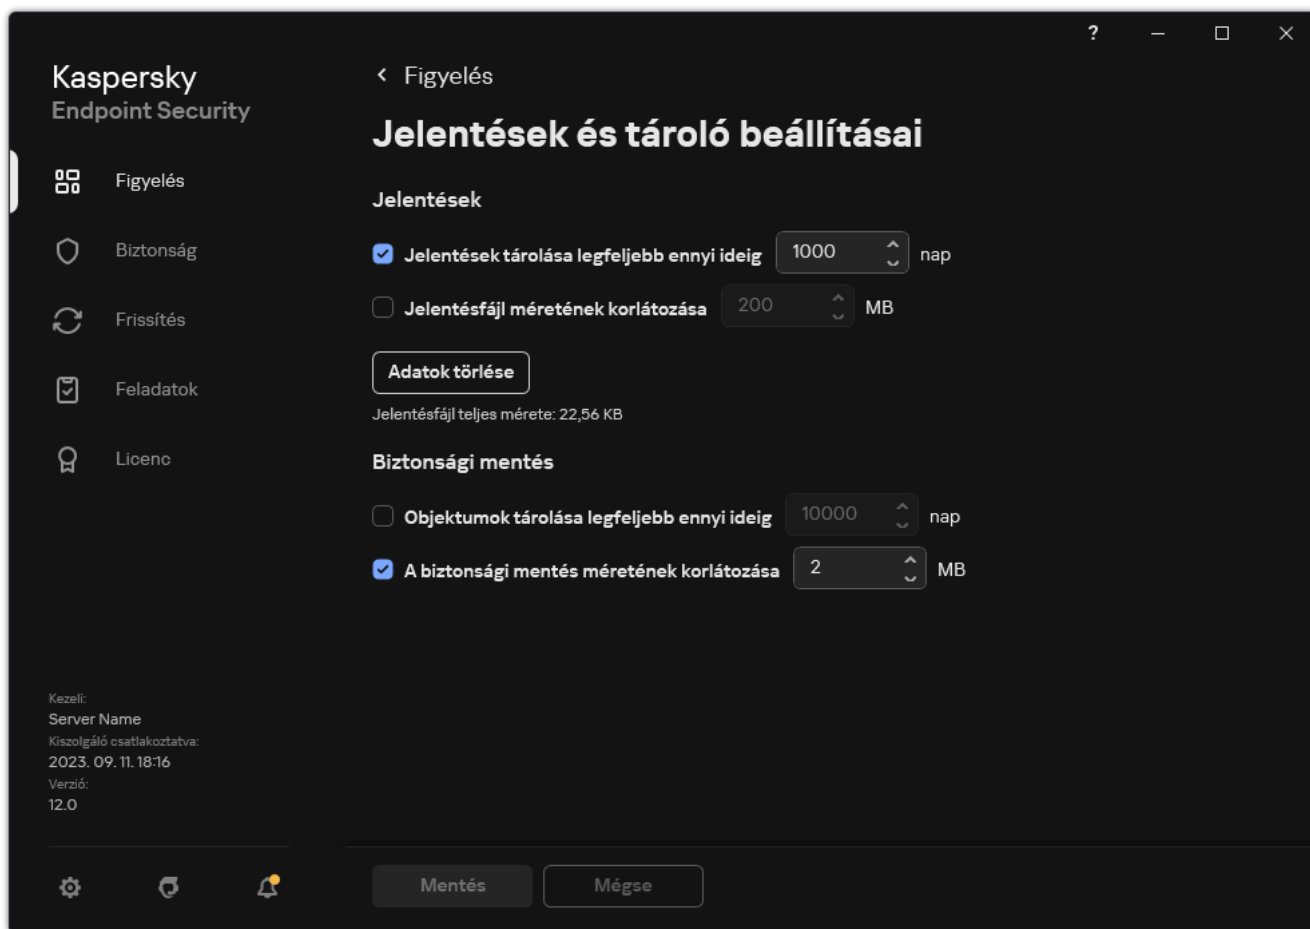 ?
Kaspersky
Endpoint Security
Figyelés
Biztonság
Frissítés
Feladatok
Licenc
Kezeli:
Server Name
Kiszolgáló csatlakoztatva:
2023. 09. 11. 18:16
Verzió:
12.0
Figyelés
Jelentések és tároló beállításai
Jelentések
Jelentések tárolása legfeljebb ennyi ideig 1000 nap
Jelentésfájl méretének korlátozása 200 MB
Adatok törlése
Jelentésfájl teljes mérete: 22,56 KB
Biztonsági mentés
Objektumok tárolása legfeljebb ennyi ideig 10000 nap
A biztonsági mentés méretének korlátozása 2 MB
Mentés Mégse